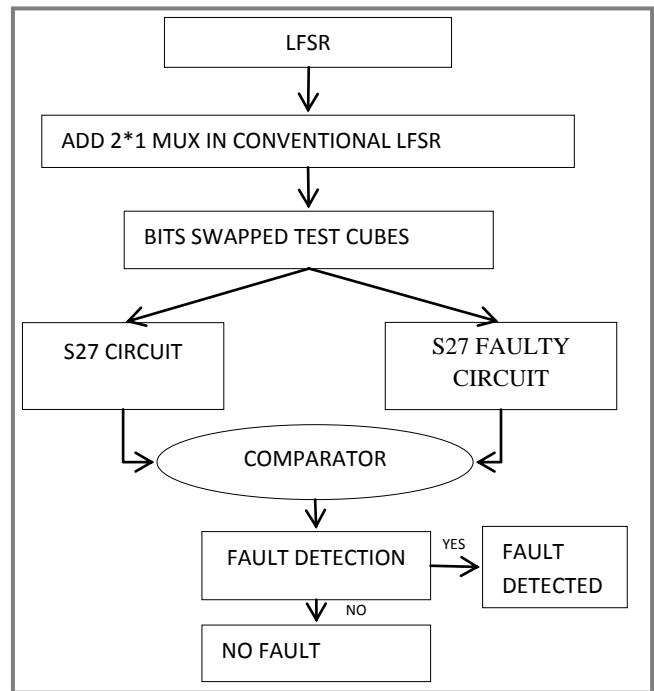 LFSR
ADD 2*1 MUX IN CONVENTIONAL LFSR
BITS SWAPPED TEST CUBES
S27 CIRCUIT
S27 FAULTY
CIRCUIT
COMPARATOR
FAULT DETECTION
YES
FAULT
DETECTED
NO
NO FAULT